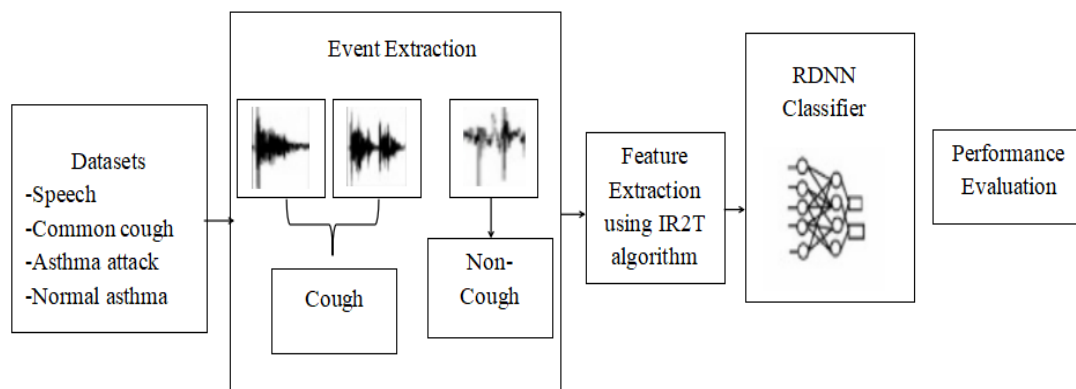 Datasets
-Speech
-Common cough
-Asthma attack
-Normal asthma
Event Extraction
Cough
Non-
Cough
Feature
Extraction
using IR2T
algorithm
RDNN
Classifier
Performance
Evaluation